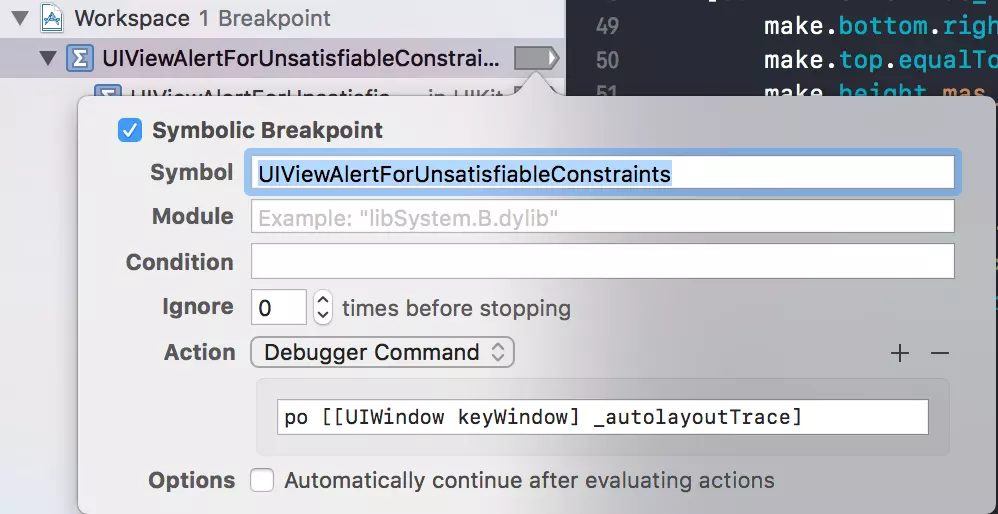 Workspace 1 Breakpoint
UIViewAlertForUnsatisfiableConstrai...
49 make.bottom.righ
50 make.top.equalTo
51 make.height.mas
in UIKit
Symbolic Breakpoint
Symbol UIViewAlertForUnsatisfiableConstraints
Module Example: "libSystem.B.dylib"
Condition
Ignore 0 times before stopping
Action Debugger Command
po [[UIWindow keyWindow] _autolayoutTrace]
Options Automatically continue after evaluating actions